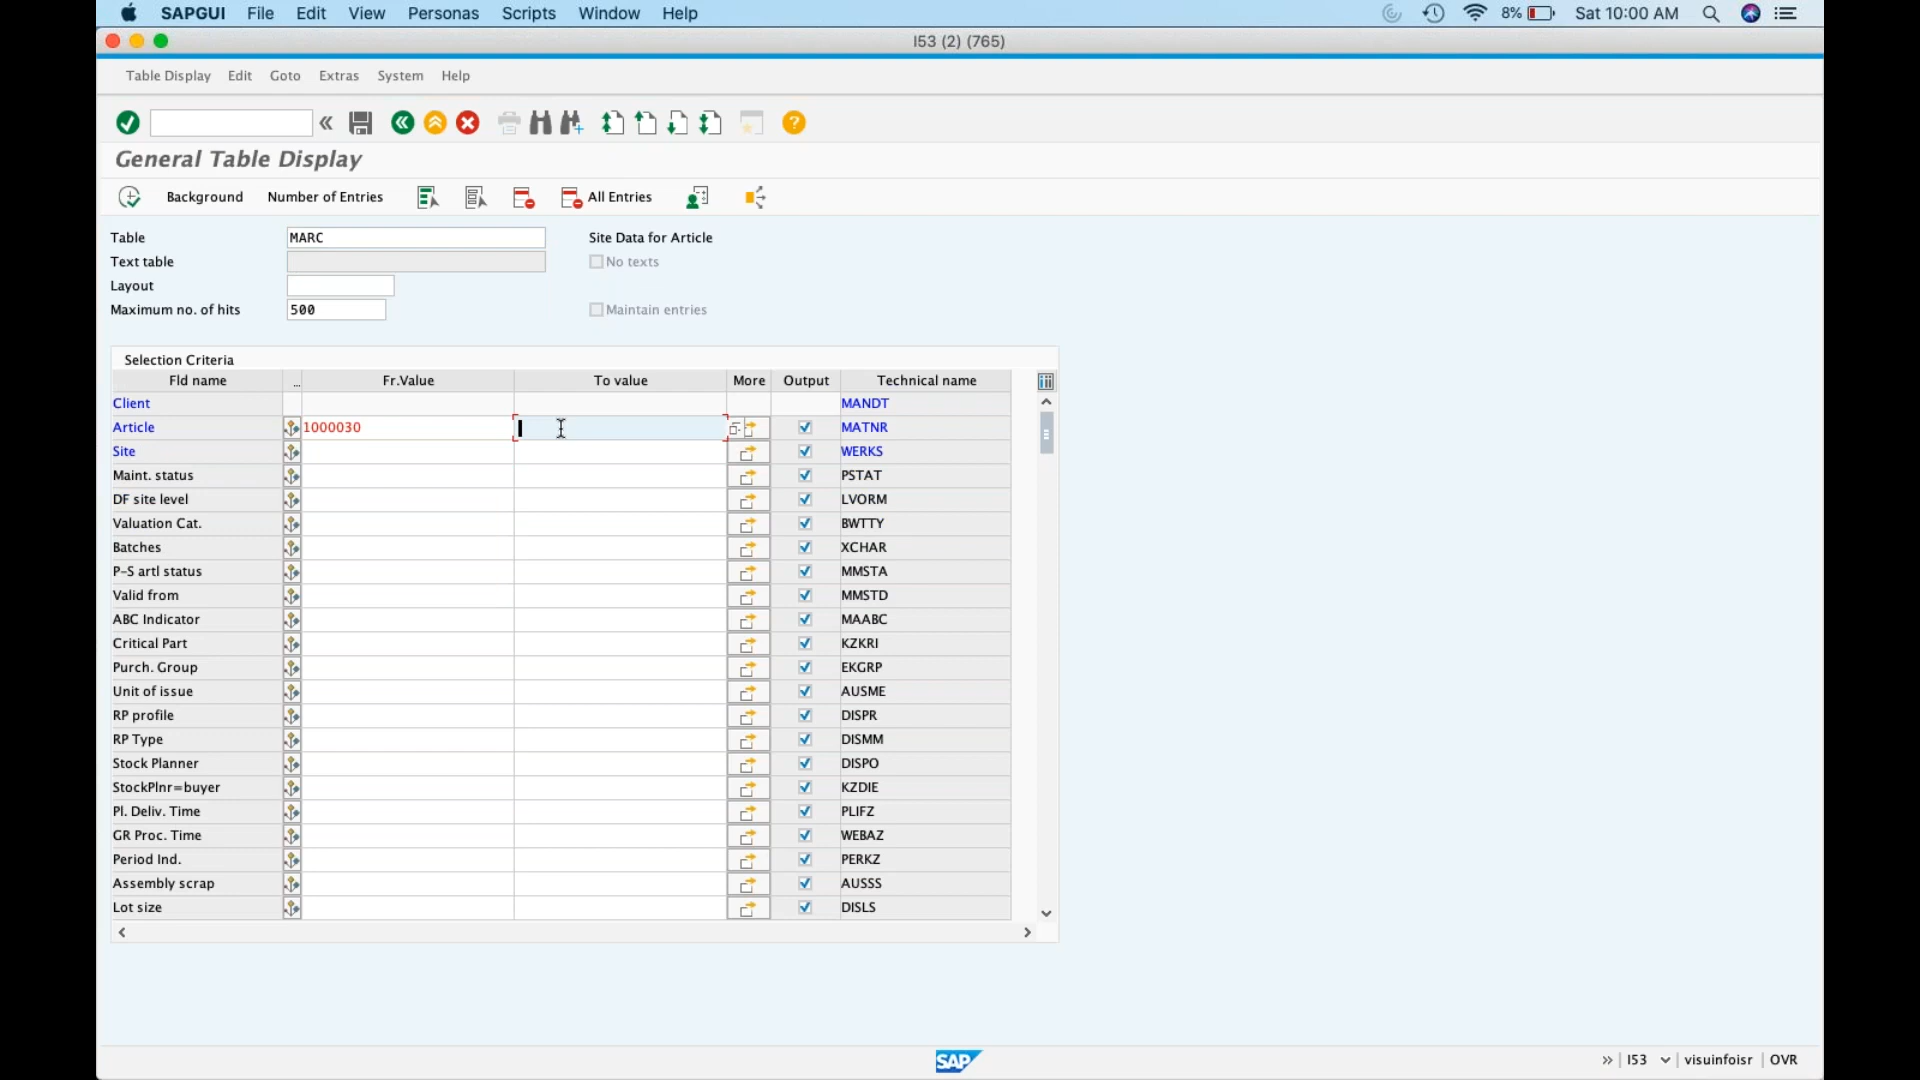 SAPGUI File Edit View Personas Scripts Window Help 8% Sat 10:00 AM
I53 (2) (765)
Table Display Edit Goto Extras System Help
General Table Display
Background Number of Entries All Entries
Table MARC Site Data for Article
Text table No texts
Layout
Maximum no. of hits 500 Maintain entries
Selection Criteria
Fld name ... Fr.Value To value More Output Technical name
Client MANDT
Article 1000030 MATNR
Site WERKS
Maint. status PSTAT
DF site level LVORM
Valuation Cat. BWTTY
Batches XCHAR
P-S artl status MMSTA
Valid from MMSTD
ABC Indicator MAABC
Critical Part KZKRI
Purch. Group EKGRP
Unit of issue AUSME
RP profile DISPR
RP Type DISMM
Stock Planner DISPO
StockPlnr=buyer KZDIE
Pl. Deliv. Time PLIFZ
GR Proc. Time WEBAZ
Period Ind. PERKZ
Assembly scrap AUSSS
Lot size DISLS
SAP I53 visuinfoisr OVR